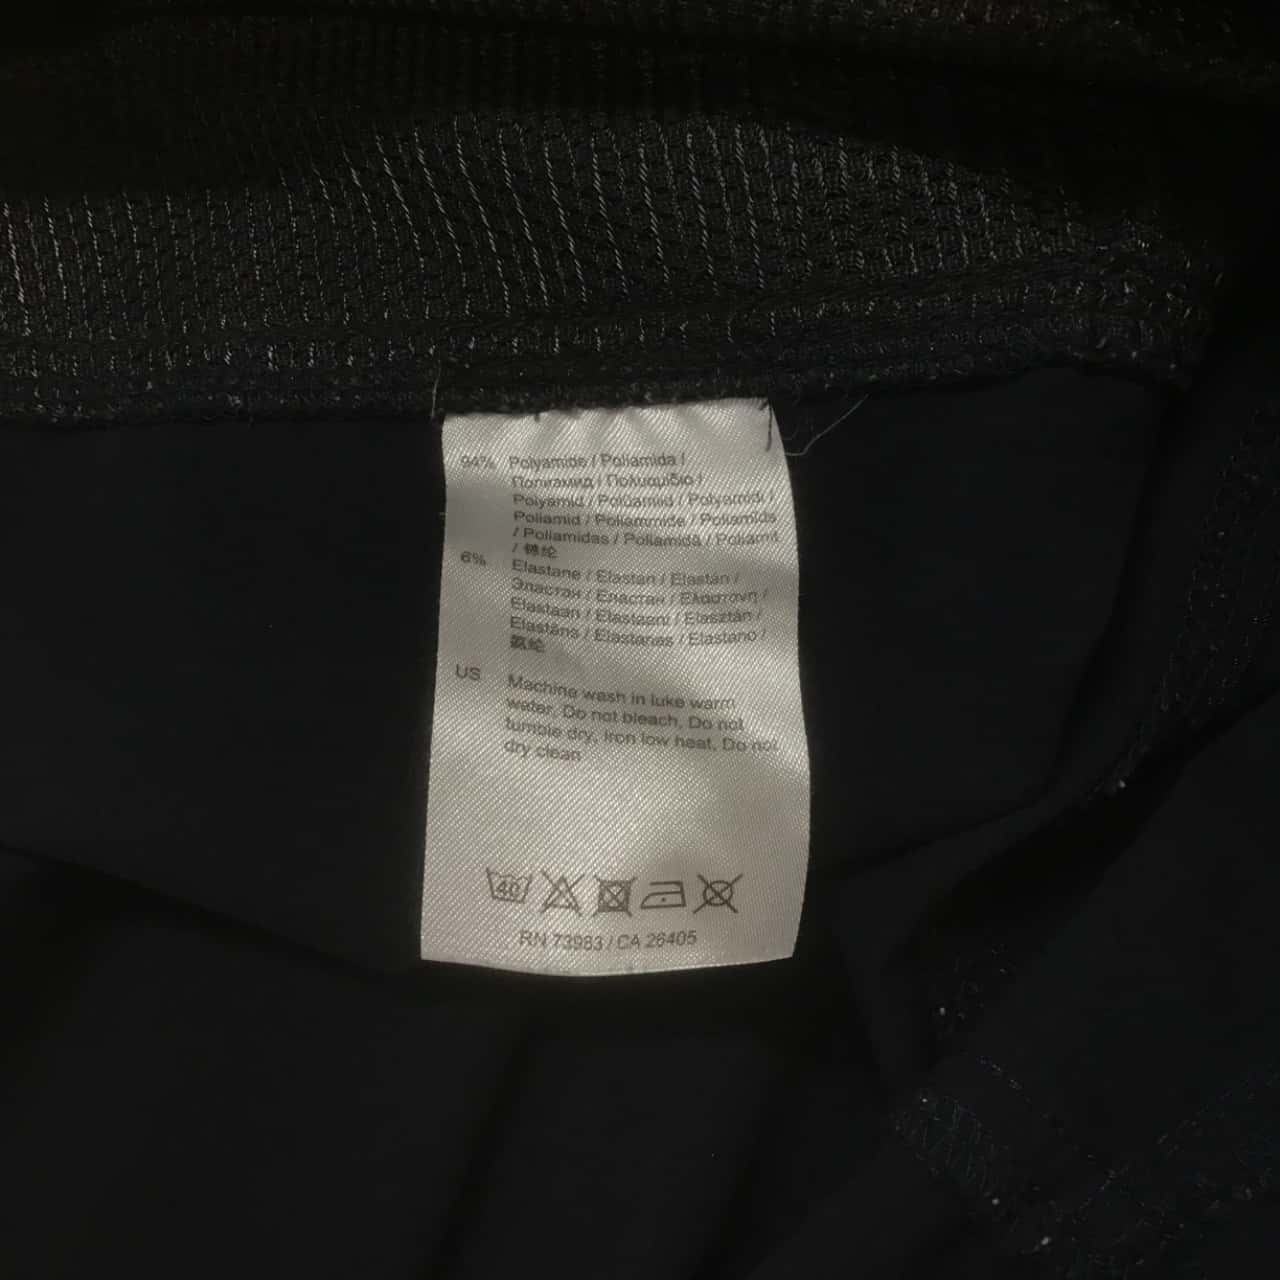 94% Polyamide / Poliamida /
Полиамид / Πολυαμίδιο /
Polyamid / Polüamiid / Polyamidi /
Poliamid / Poliammide / Poliamīds
/ Poliamidas / Poliamidă / Poliamit
/ 锦纶
6% Elastane / Elastan / Elastán /
Эластан / Еластан / Ελαστάνη /
Elastaan / Elastaani / Elasztán /
Elastāns / Elastanas / Elastano /
氨纶
US Machine wash in luke warm
water, Do not bleach, Do not
tumble dry, Iron low heat, Do not
dry clean
40
RN 73983 / CA 26405